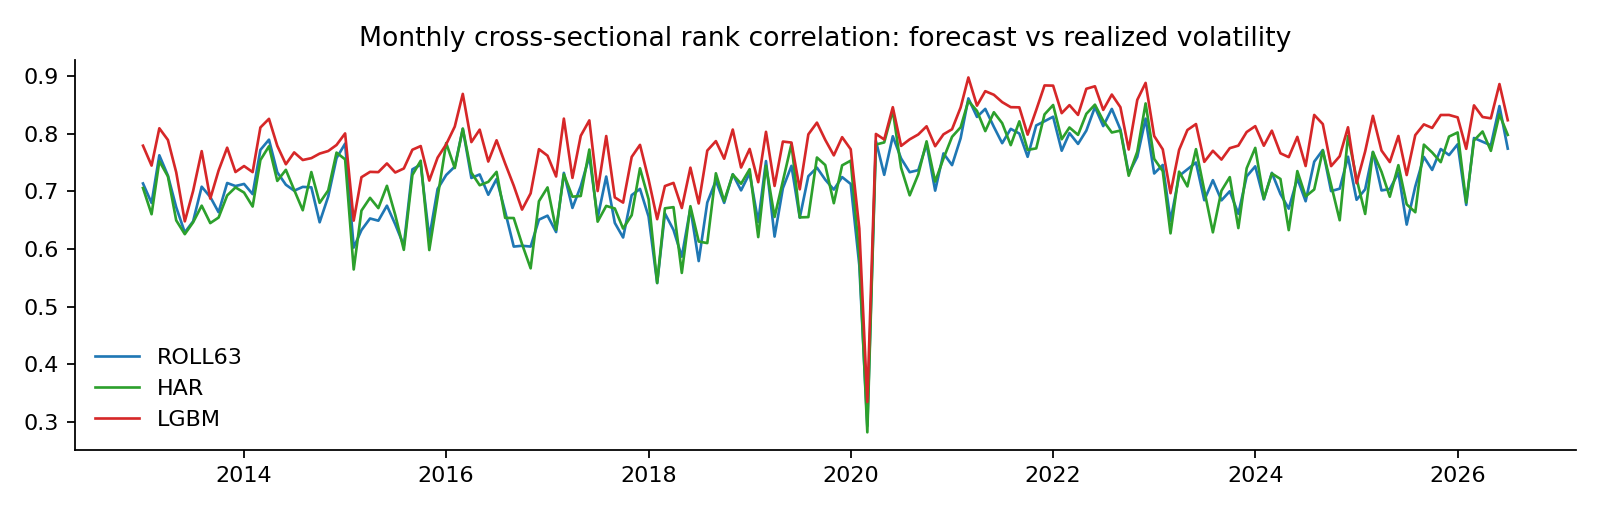 Monthly cross-sectional rank correlation: forecast vs realized volatility
0.9
0.8
0.7
0.6
0.5
0.4
0.3
ROLL63
HAR
LGBM
2014 2016 2018 2020 2022 2024 2026